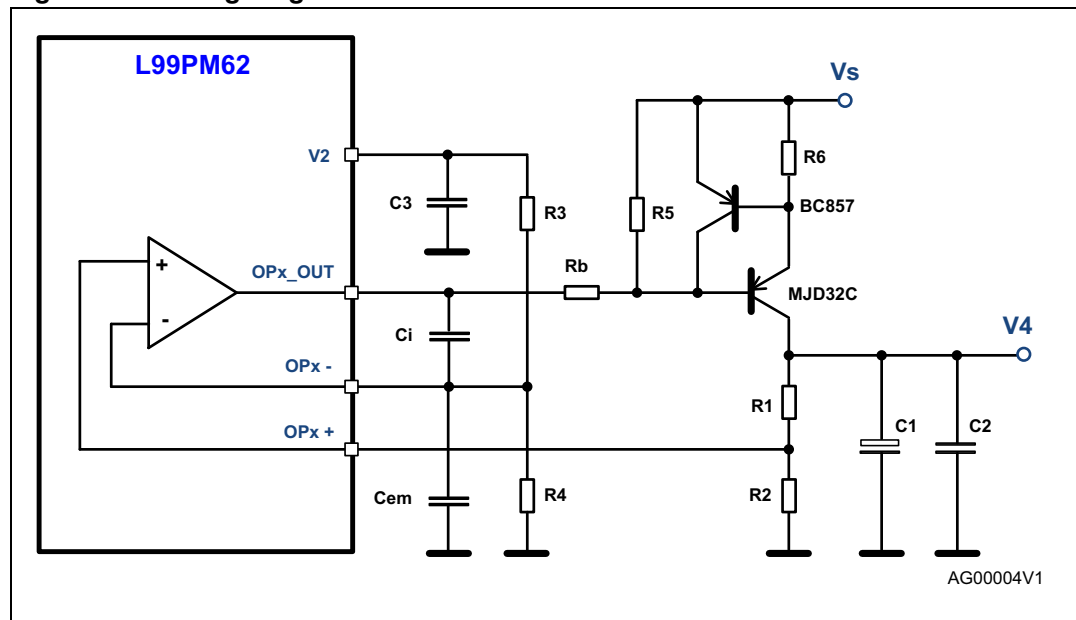 L99PM62
Vs
V2
R6
C3
R3
R5
BC857
OPx_OUT
Rb
MJD32C
+
-
V4
Ci
OPx -
R1
C1
C2
OPx +
Cem
R4
R2
AG00004V1